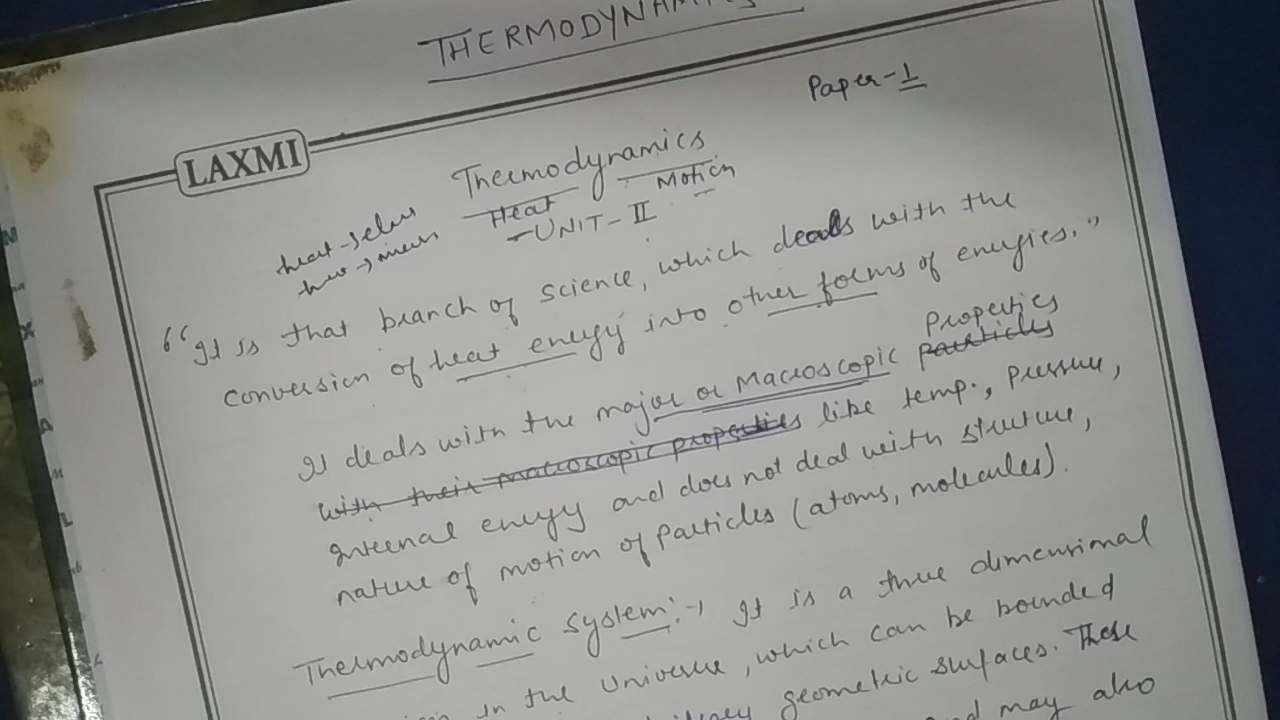 THERMODYNAMICS
Paper-1
LAXMI
Thermodynamics
Heat Motion
-UNIT-II
"It is that branch of science, which deals with the
conversion of heat energy into other forms of energies."
It deals with the major or Macroscopic particles Properties
with their macroscopic properties like temp., pressure,
internal energy and does not deal with structure,
nature of motion of particles (atoms, molecules).
Thermodynamic system:→ It is a three dimensional
in the Universe, which can be bounded
geometric surfaces. These
and may also